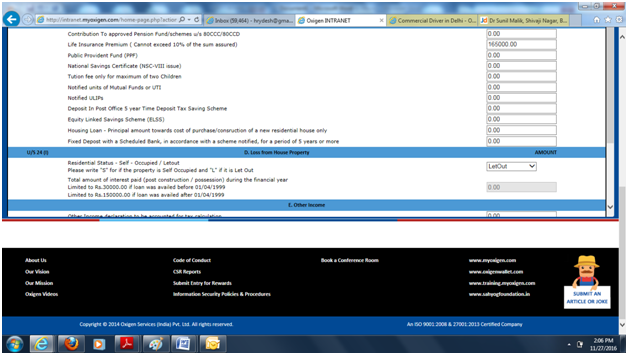 http://intranet.myoxigen.com/home-page.php?action
Inbox (59,464) - hrydesh@gma...
Oxigen INTRANET
Commercial Driver in Delhi - O...
Jd Dr Sunil Malik, Shivaji Nagar, B...
Contribution To approved Pension Fund/schemes u/s 80CCC/80CCD 0.00
Life Insurance Premium ( Cannot exceed 10% of the sum assured) 165000.00
Public Provident Fund (PPF) 0.00
National Savings Certificate (NSC-VIII issue) 0.00
Tution fee only for maximum of two Children 0.00
Notified units of Mutual Funds or UTI 0.00
Notified ULIPs 0.00
Deposit In Post Office 5 year Time Deposit Tax Saving Scheme 0.00
Equity Linked Savings Scheme (ELSS) 0.00
Housing Loan - Principal amount towards cost of purchase/consruction of a new residential house only 0.00
Fixed Deposit with a Scheduled Bank, in accordance with a scheme notified, for a period of 5 years or more 0.00
U/S 24 (I) D. Loss from House Property AMOUNT
Residential Status - Self - Occupied / Letout LetOut
Please write "S" for if the property is Self Occupied and "L" if it is Let Out
Total amount of interest paid (post construction / possession) during the financial year
Limited to Rs.30000.00 if loan was availed before 01/04/1999 0.00
Limited to Rs.150000.00 if loan was availed after 01/04/1999
E. Other Income
Other Income declaration to be accounted for tax calculation 0.00
About Us Code of Conduct Book a Conference Room www.myoxigen.com
Our Vision CSR Reports www.oxigenwallet.com
Our Mission Submit Entry for Rewards www.training.myoxigen.com
Oxigen Videos Information Security Policies & Procedures www.sahyogfoundation.in
SUBMIT AN
ARTICLE OR JOKE
Copyright © 2014 Oxigen Services (India) Pvt. Ltd. All rights reserved. An ISO 9001:2008 & 27001:2013 Certified Company
2:06 PM
11/27/2016